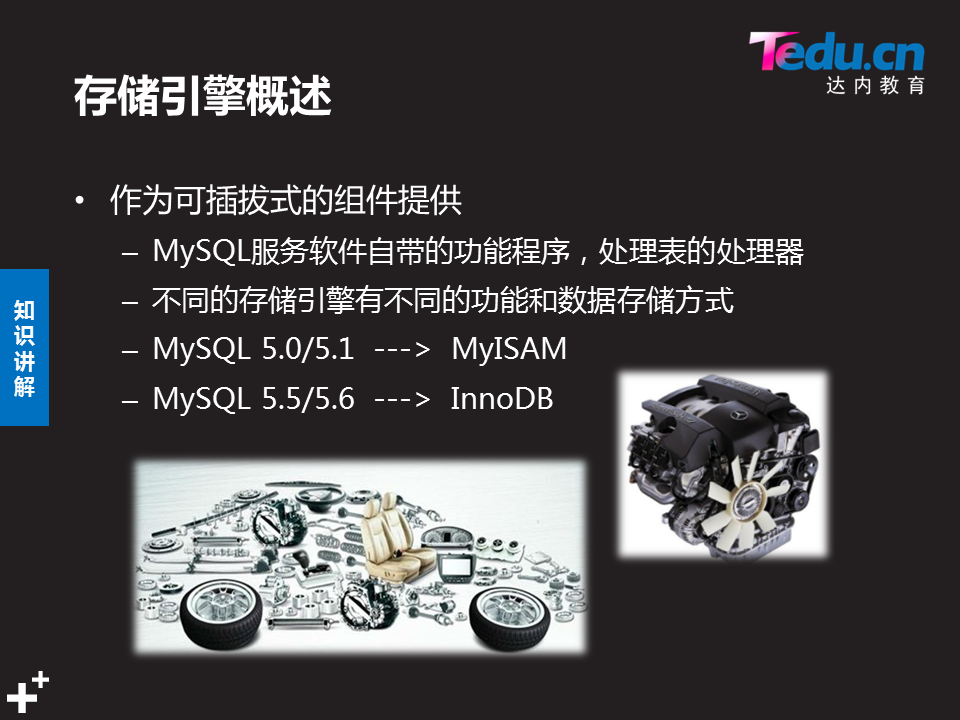 Tedu.cn
达内教育
存储引擎概述
• 作为可插拔式的组件提供
– MySQL服务软件自带的功能程序，处理表的处理器
– 不同的存储引擎有不同的功能和数据存储方式
– MySQL 5.0/5.1 ---> MyISAM
– MySQL 5.5/5.6 ---> InnoDB
知
识
讲
解